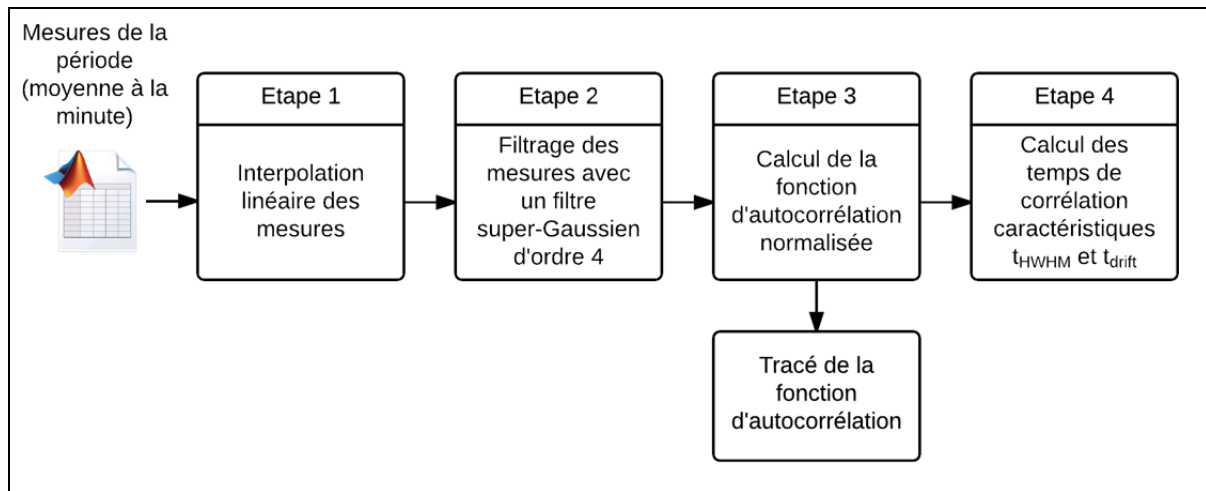 Mesures de la
période
(moyenne à la
minute)
Etape 1
Interpolation
linéaire des
mesures
Etape 2
Filtrage des
mesures avec
un filtre
super-Gaussien
d'ordre 4
Etape 3
Calcul de la
fonction
d'autocorrélation
normalisée
Etape 4
Calcul des
temps de
corrélation
caractéristiques
tHWHM et tdrift
Tracé de la
fonction
d'autocorrélation